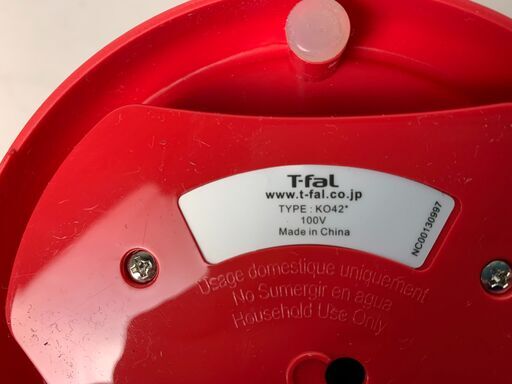 T-faL
www.t-fal.co.jp
TYPE : KO42*
100V
Made in China
NC00130997
Usage domestique uniquement
No Sumergir en agua
Household Use Only